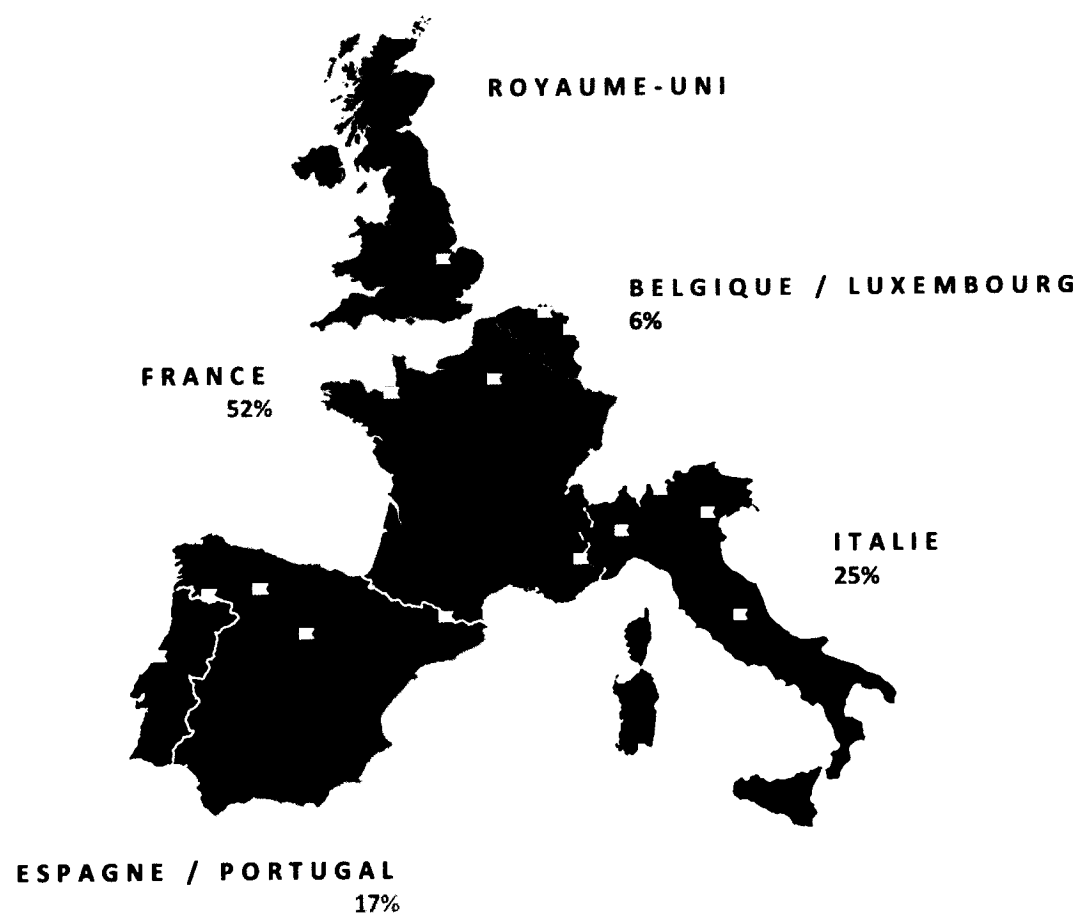 ROYAUME-UNI
BELGIQUE / LUXEMBOURG
6%
FRANCE
52%
ITALIE
25%
ESPAGNE / PORTUGAL
17%